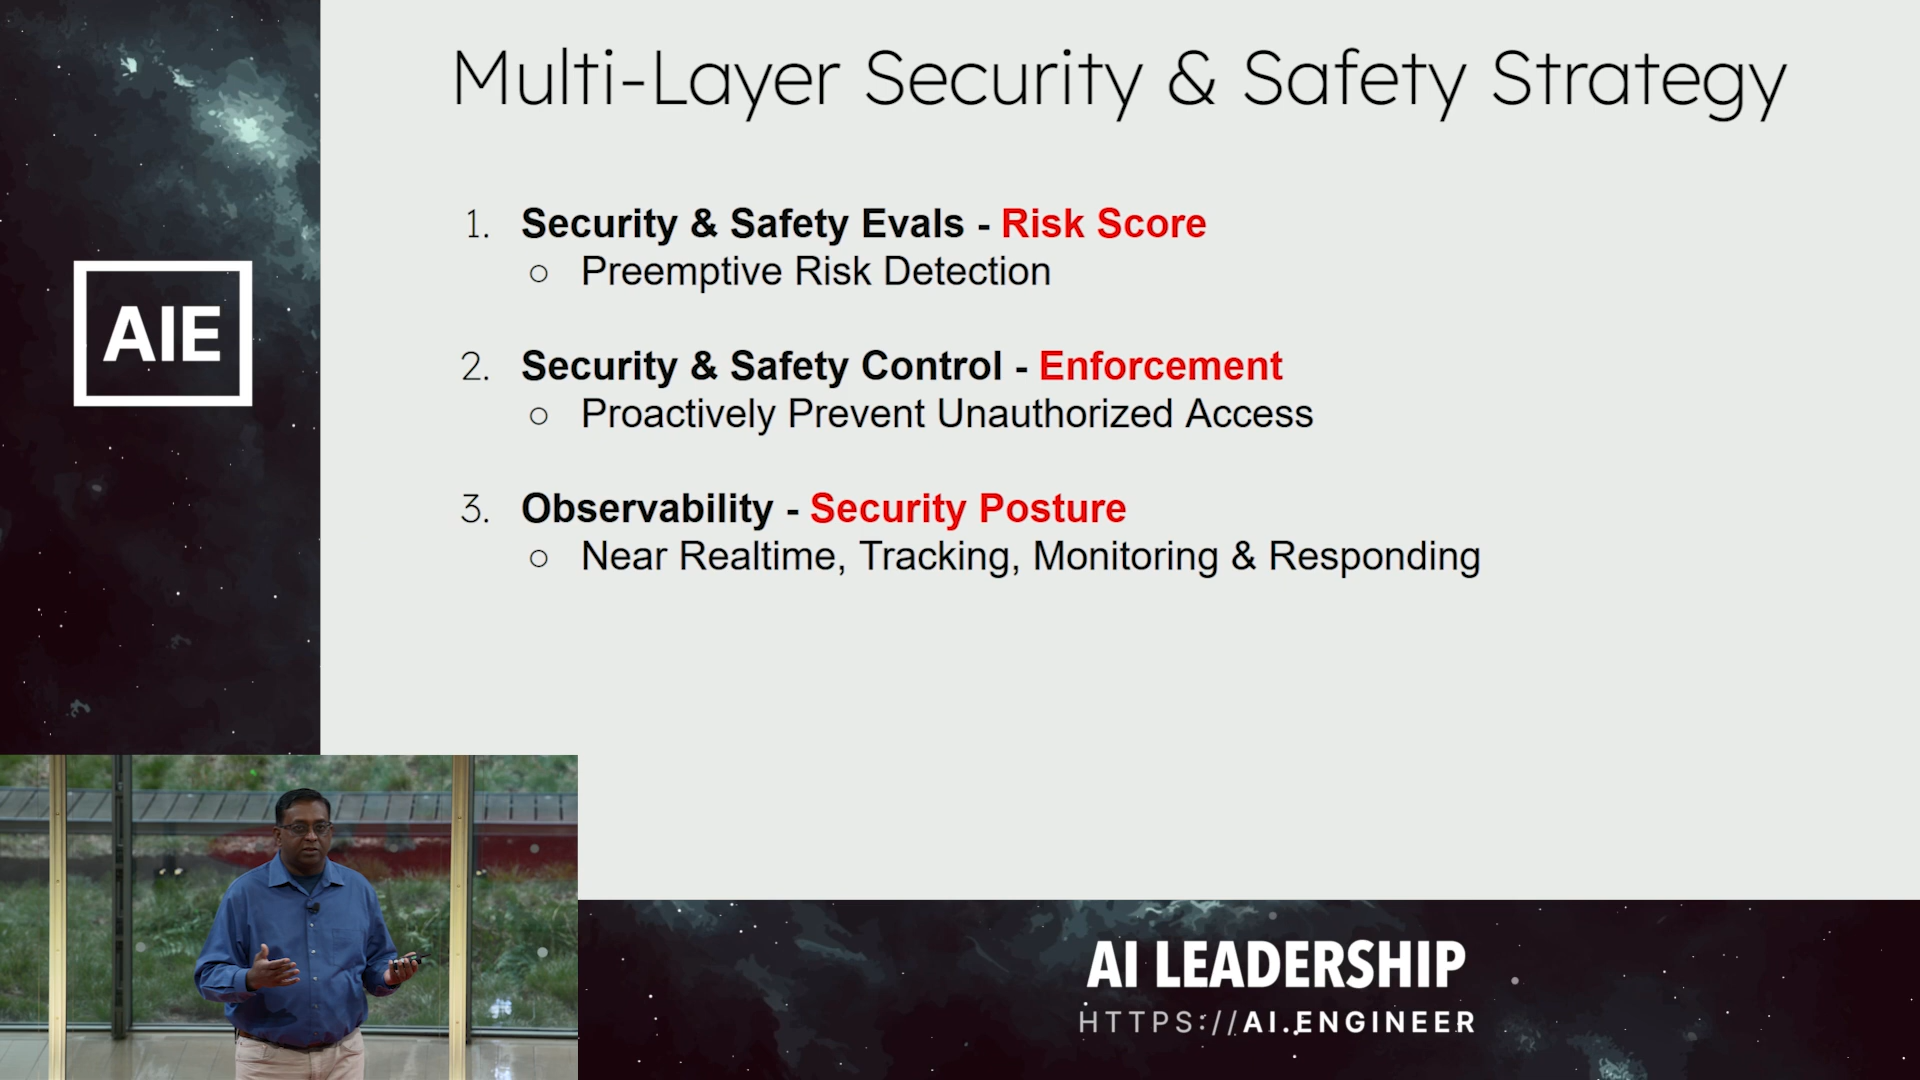 Multi-Layer Security & Safety Strategy
1. Security & Safety Evals - Risk Score
○ Preemptive Risk Detection
2. Security & Safety Control - Enforcement
○ Proactively Prevent Unauthorized Access
3. Observability - Security Posture
○ Near Realtime, Tracking, Monitoring & Responding
AIE
AI LEADERSHIP
HTTPS://AI.ENGINEER